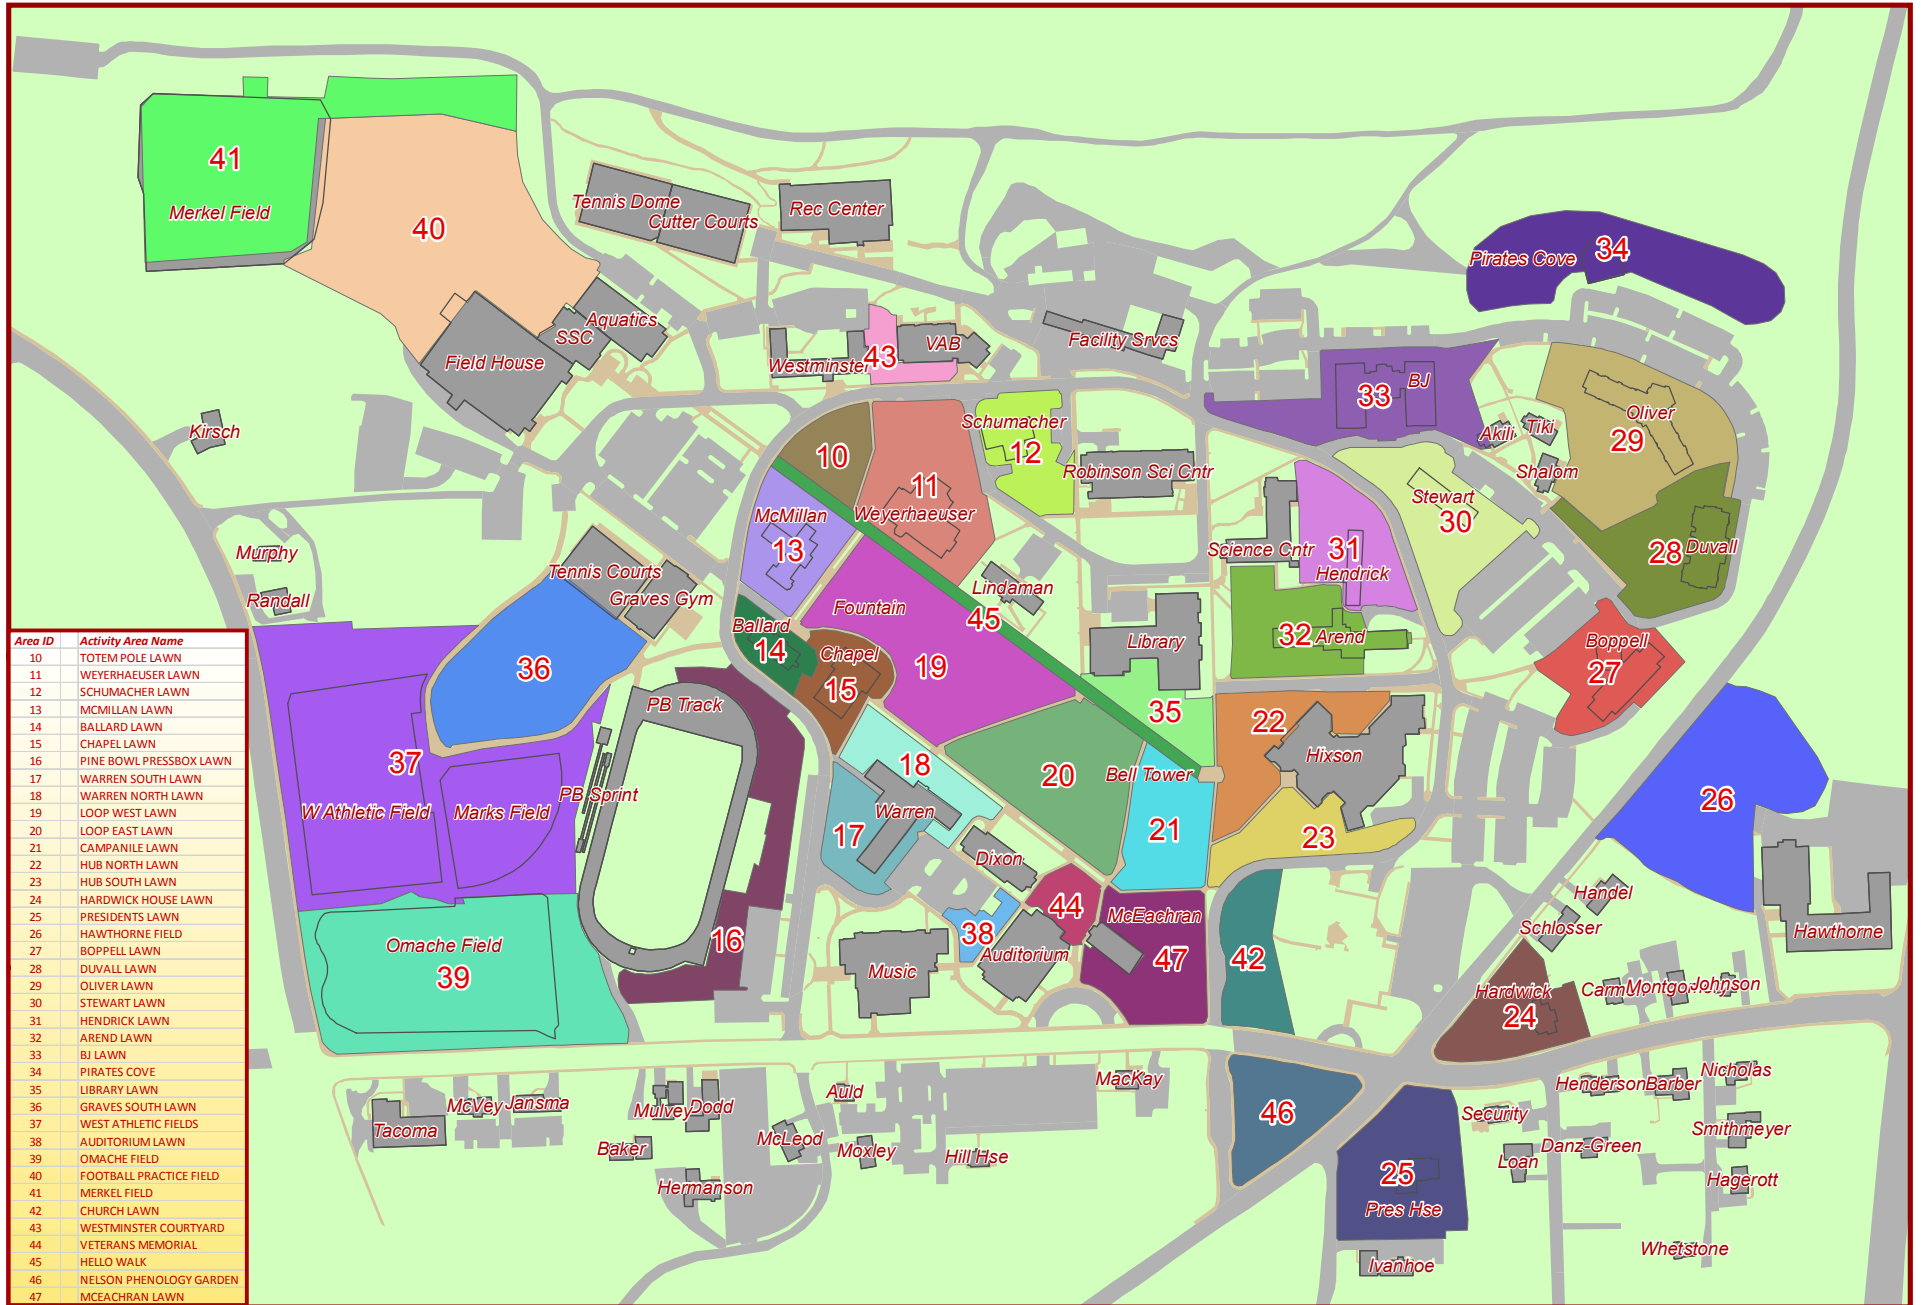 41
Merkel Field
40
Tennis Dome
Cutter Courts
Rec Center
Pirates Cove
34
Aquatics
SSC
Field House
Westminster
43
VAB
Facility Srvcs
33
BJ
Kirsch
10
11
Weyerhaeuser
Schumacher
12
Robinson Sci Cntr
Akili
Tiki
Shalom
Oliver
29
Stewart
30
McMillan
13
Science Cntr
31
Hendrick
28
Duvall
Murphy
Randall
Tennis Courts
Graves Gym
Fountain
Lindaman
45
Library
32
Arend
Boppell
27
Ballard
14
Chapel
15
19
36
PB Track
35
22
Hixson
37
W Athletic Field
Marks Field
PB Sprint
18
Warren
17
20
Bell Tower
21
23
26
Dixon
44
McEachran
47
38
Auditorium
Music
16
42
Handel
Schlosser
Hawthorne
Omache Field
39
Hardwick
24
Johnson
Tacoma
McVey
Jansma
Mulvey
Dodd
Baker
Hermanson
McLeod
Auld
Moxley
Hill Hse
MacKay
46
25
Pres Hse
Ivanhoe
Security
Loan
Henderson
Barber
Nicholas
Danz-Green
Smithmeyer
Hagerott
Whetstone
Area ID Activity Area Name
10 TOTEM POLE LAWN
11 WEYERHAEUSER LAWN
12 SCHUMACHER LAWN
13 MCMILLAN LAWN
14 BALLARD LAWN
15 CHAPEL LAWN
16 PINE BOWL PRESSBOX LAWN
17 WARREN SOUTH LAWN
18 WARREN NORTH LAWN
19 LOOP WEST LAWN
20 LOOP EAST LAWN
21 CAMPANILE LAWN
22 HUB NORTH LAWN
23 HUB SOUTH LAWN
24 HARDWICK HOUSE LAWN
25 PRESIDENTS LAWN
26 HAWTHORNE FIELD
27 BOPPELL LAWN
28 DUVALL LAWN
29 OLIVER LAWN
30 STEWART LAWN
31 HENDRICK LAWN
32 AREND LAWN
33 BJ LAWN
34 PIRATES COVE
35 LIBRARY LAWN
36 GRAVES SOUTH LAWN
37 WEST ATHLETIC FIELDS
38 AUDITORIUM LAWN
39 OMACHE FIELD
40 FOOTBALL PRACTICE FIELD
41 MERKEL FIELD
42 CHURCH LAWN
43 WESTMINSTER COURTYARD
44 VETERANS MEMORIAL
45 HELLO WALK
46 NELSON PHENOLOGY GARDEN
47 MCEACHRAN LAWN